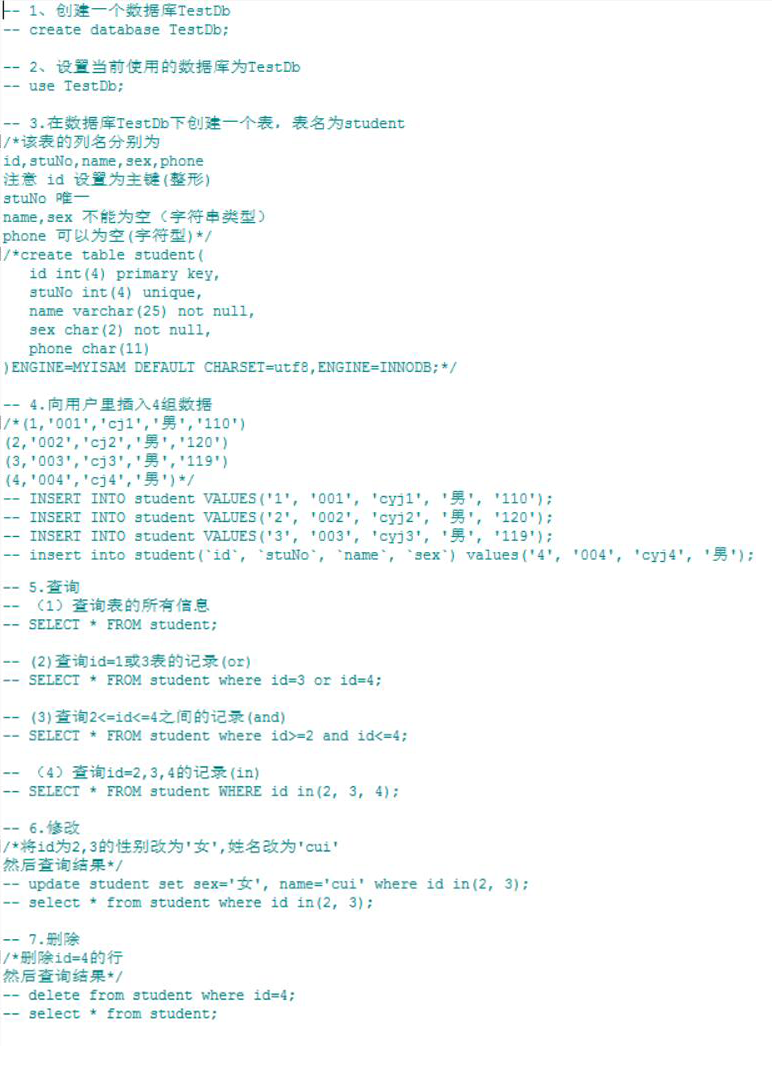 -- 1、创建一个数据库TestDb
-- create database TestDb;
-- 2、设置当前使用的数据库为TestDb
-- use TestDb;
-- 3.在数据库TestDb下创建一个表，表名为student
/*该表的列名分别为
id,stuNo,name,sex,phone
注意 id 设置为主键(整形)
stuNo 唯一
name,sex 不能为空（字符串类型）
phone 可以为空(字符型)*/
/*create table student(
id int(4) primary key,
stuNo int(4) unique,
name varchar(25) not null,
sex char(2) not null,
phone char(11)
)ENGINE=MYISAM DEFAULT CHARSET=utf8,ENGINE=INNODB;*/
-- 4.向用户里插入4组数据
/*(1,'001','cj1','男','110')
(2,'002','cj2','男','120')
(3,'003','cj3','男','119')
(4,'004','cj4','男')*/
-- INSERT INTO student VALUES('1', '001', 'cyj1', '男', '110');
-- INSERT INTO student VALUES('2', '002', 'cyj2', '男', '120');
-- INSERT INTO student VALUES('3', '003', 'cyj3', '男', '119');
-- insert into student(`id`, `stuNo`, `name`, `sex`) values('4', '004', 'cyj4', '男');
-- 5.查询
-- （1）查询表的所有信息
-- SELECT * FROM student;
-- (2)查询id=1或3表的记录(or)
-- SELECT * FROM student where id=3 or id=4;
-- (3)查询2<=id<=4之间的记录(and)
-- SELECT * FROM student where id>=2 and id<=4;
-- （4）查询id=2,3,4的记录(in)
-- SELECT * FROM student WHERE id in(2, 3, 4);
-- 6.修改
/*将id为2,3的性别改为'女',姓名改为'cui'
然后查询结果*/
-- update student set sex='女', name='cui' where id in(2, 3);
-- select * from student where id in(2, 3);
-- 7.删除
/*删除id=4的行
然后查询结果*/
-- delete from student where id=4;
-- select * from student;